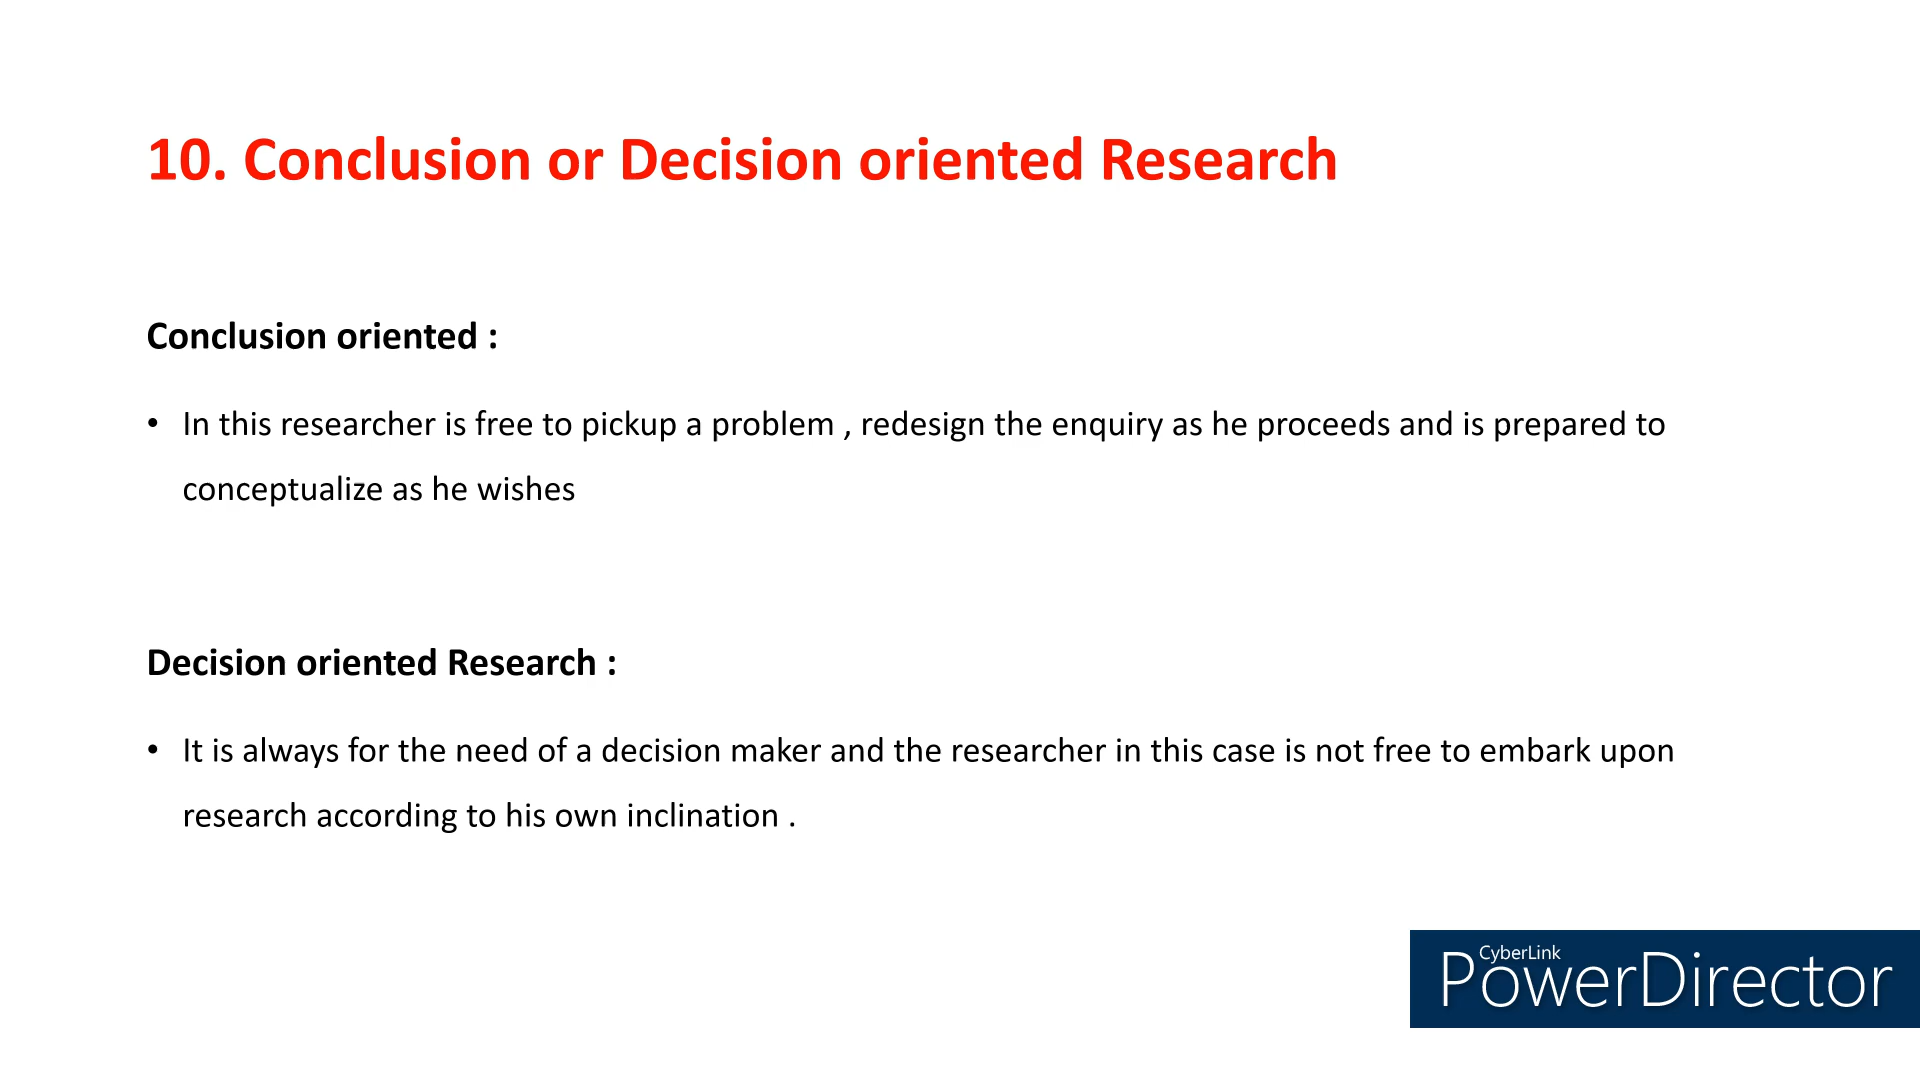 10. Conclusion or Decision oriented Research
Conclusion oriented :
• In this researcher is free to pickup a problem , redesign the enquiry as he proceeds and is prepared to
conceptualize as he wishes
Decision oriented Research :
• It is always for the need of a decision maker and the researcher in this case is not free to embark upon
research according to his own inclination .
CyberLink
PowerDirector